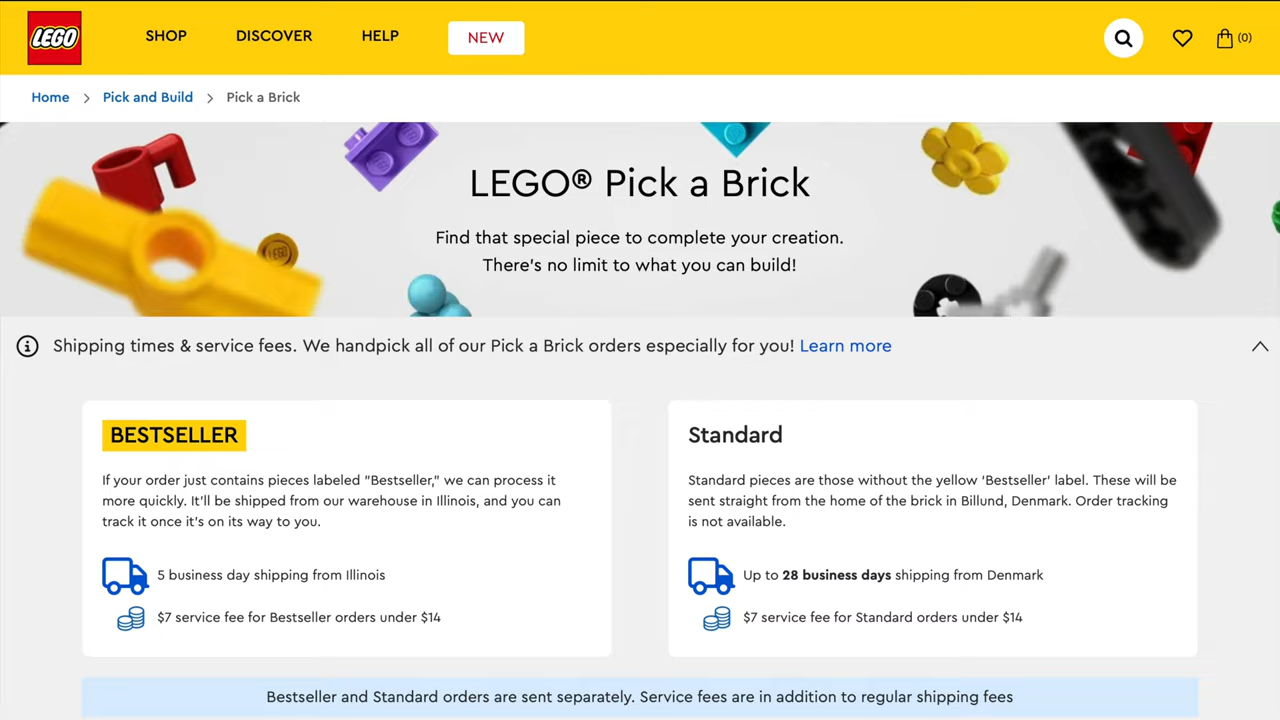 LEGO
SHOP
DISCOVER
HELP
NEW
(0)
Home
Pick and Build
Pick a Brick
LEGO® Pick a Brick
Find that special piece to complete your creation.
There's no limit to what you can build!
LEGO
Shipping times & service fees. We handpick all of our Pick a Brick orders especially for you! Learn more
BESTSELLER
If your order just contains pieces labeled "Bestseller," we can process it
more quickly. It'll be shipped from our warehouse in Illinois, and you can
track it once it's on its way to you.
5 business day shipping from Illinois
$7 service fee for Bestseller orders under $14
Standard
Standard pieces are those without the yellow 'Bestseller' label. These will be
sent straight from the home of the brick in Billund, Denmark. Order tracking
is not available.
Up to 28 business days shipping from Denmark
$7 service fee for Standard orders under $14
Bestseller and Standard orders are sent separately. Service fees are in addition to regular shipping fees